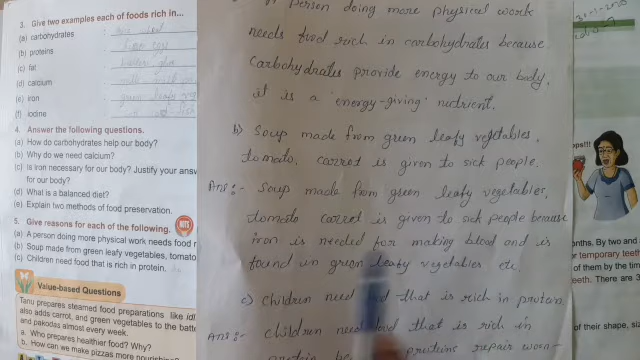 3. Give two examples each of foods rich in...
(a) carbohydrates :
(b) proteins :
(c) fat :
(d) calcium :
(e) iron : green leafy
(f) iodine :
4. Answer the following questions.
(a) How do carbohydrates help our body?
(b) Why do we need calcium?
(c) Is iron necessary for our body? Justify your answ
for our body?
(d) What is a balanced diet?
(e) Explain two methods of food preservation.
5. Give reasons for each of the following.
(a) A person doing more physical work needs food r
(b) Soup made from green leafy vegetables, tomato
(c) Children need food that is rich in protein.
Value-based Questions
Tanu prepares steamed food preparations like idl
also adds carrot, and green vegetables to the batte
and pakodas almost every week.
a. Who prepares healthier food? Why?
b. How can we make pizzas more nourishing?
person doing more physical work
needs food rich in carbohydrates because
carbohydrates provide energy to our body,
it is a 'energy-giving' nutrient.
b) Soup made from green leafy vegetables,
tomato, carrot is given to sick people.
Ans:- Soup made from green leafy vegetables,
tomato carrot is given to sick people because
iron is needed for making blood and is
found in green leafy vegetables etc.
c) Children need that is rich in protein
Ans:- Children need food that is rich in
proteins repair worn-
ps!!!
nths. By two and
r temporary teeth
of them by the tim
eeth. There are 3
of their shape, siz